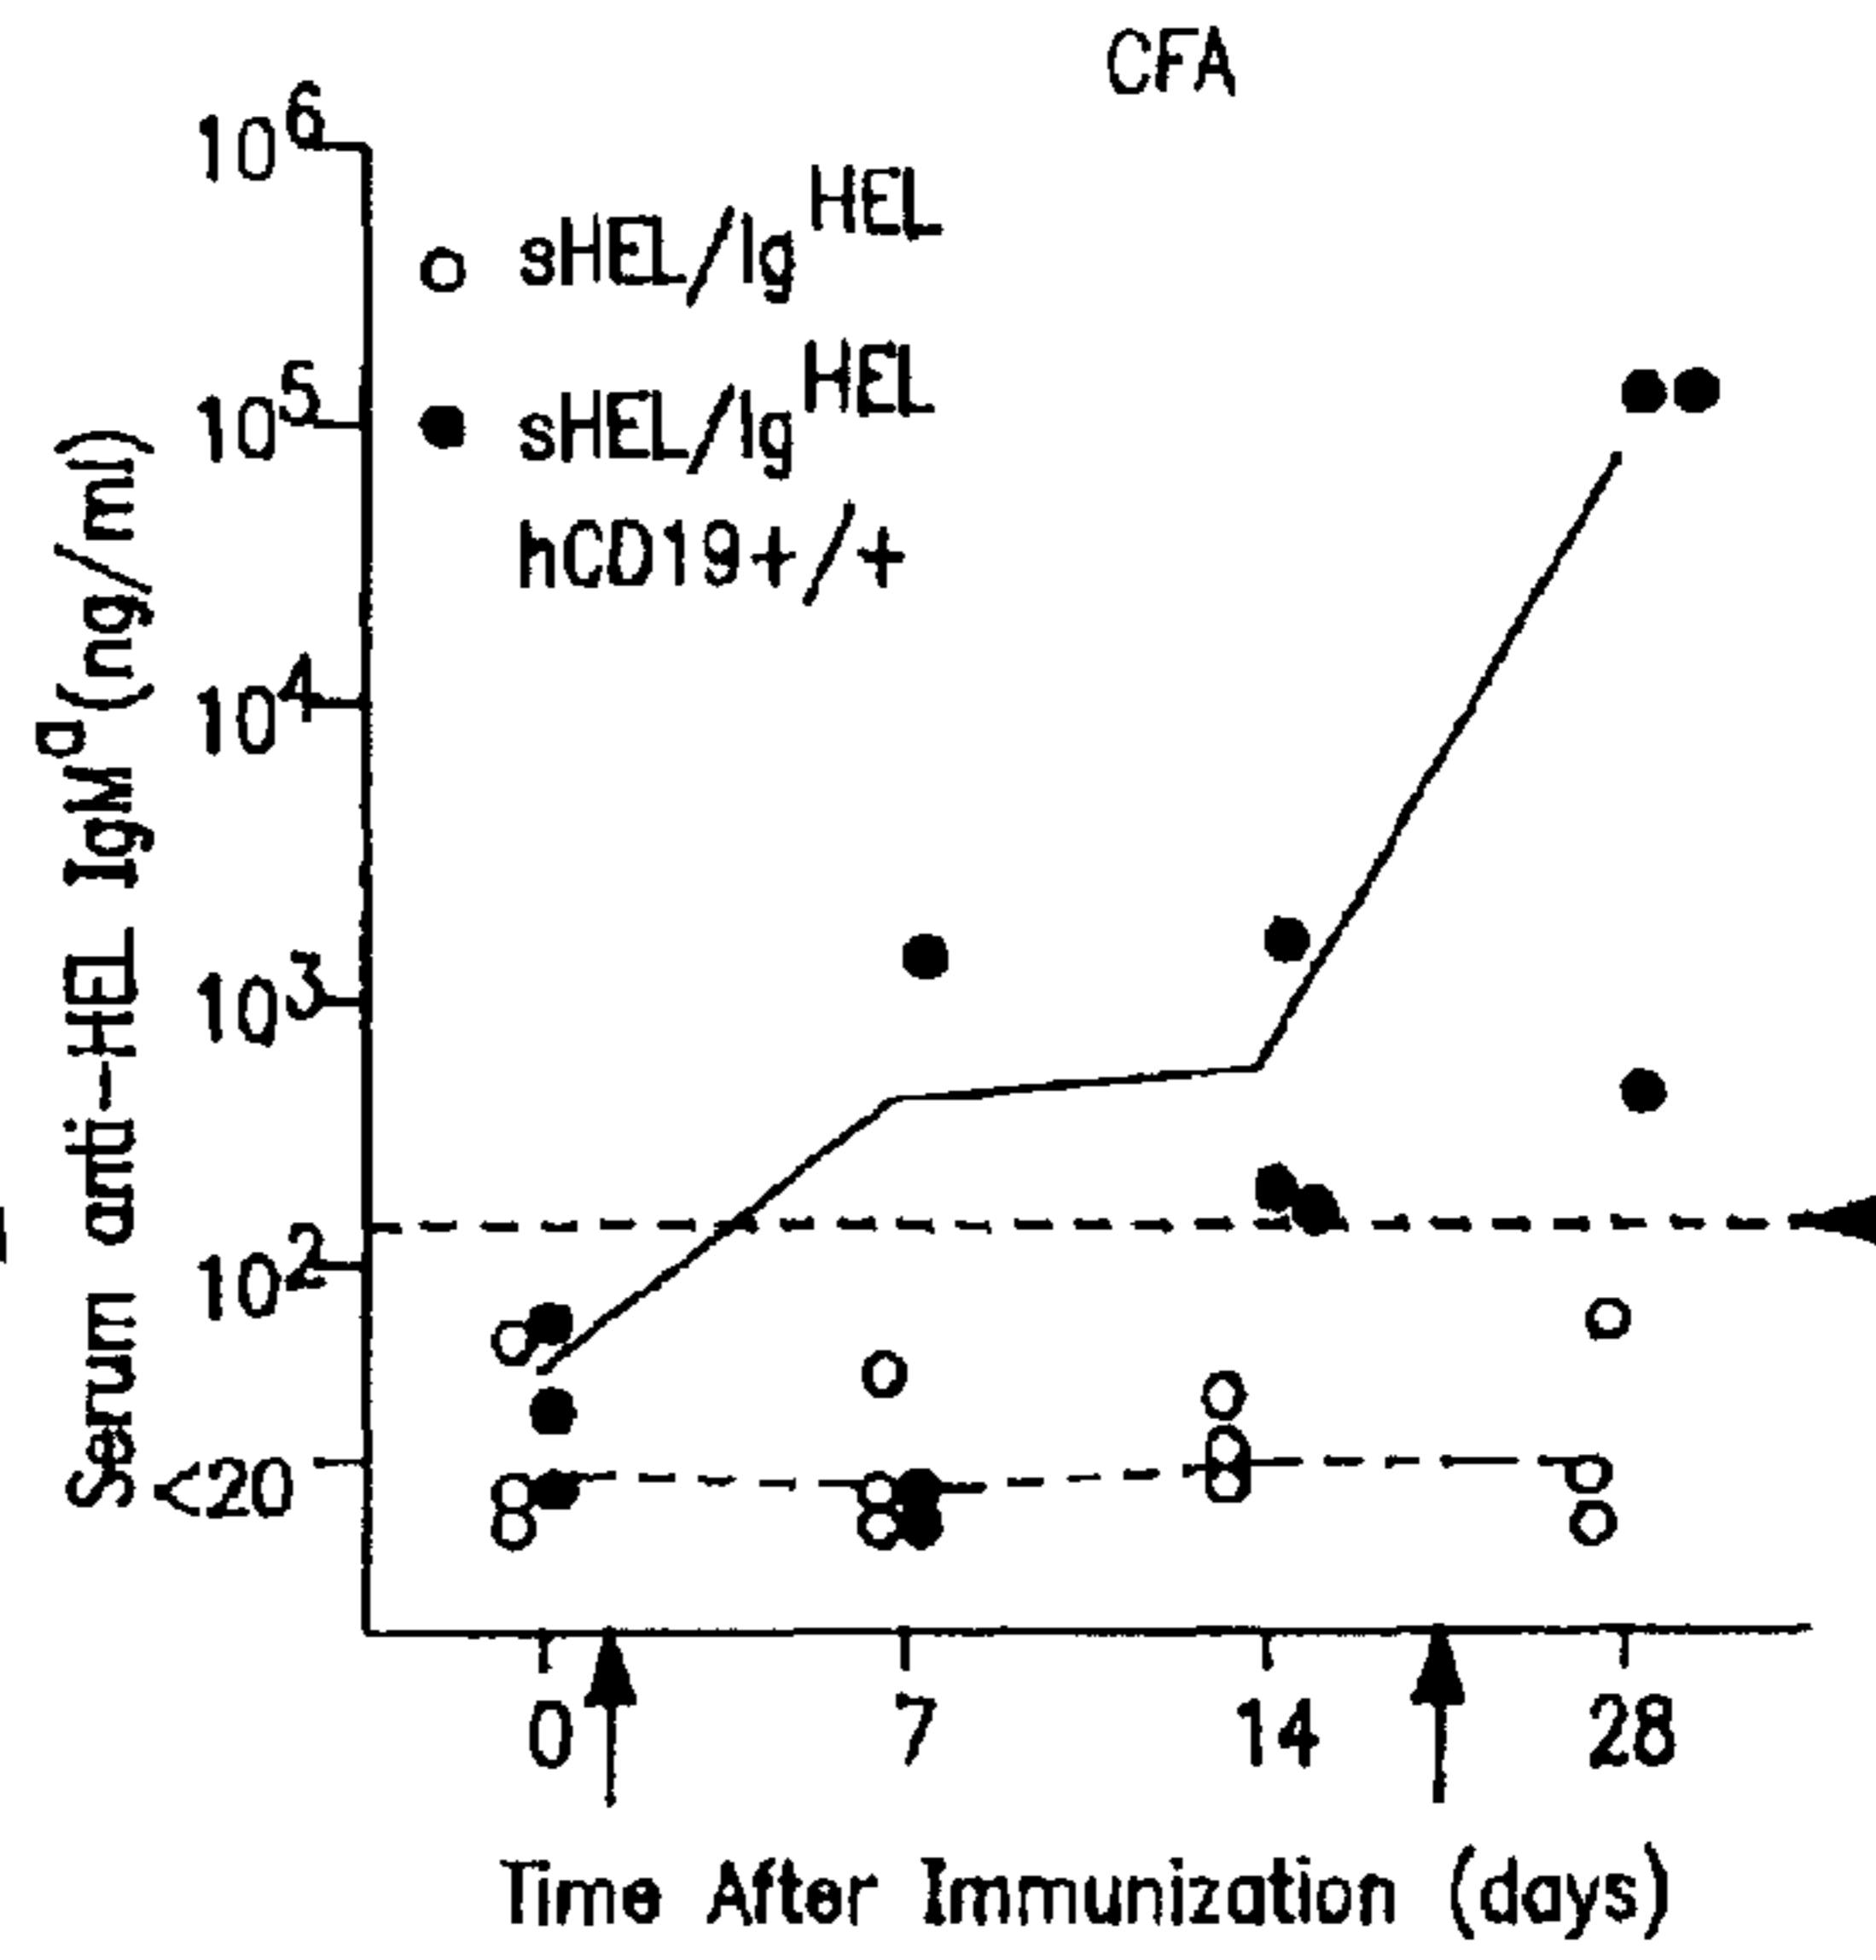 CFA
10^6
sHEL/Ig^HEL
10^5
sHEL/Ig^HEL
hCD19+/+
10^4
10^3
10^2
<20
Serum anti-HEL IgM^a (ng/ml)
0 7 14 28
Time After Immunization (days)